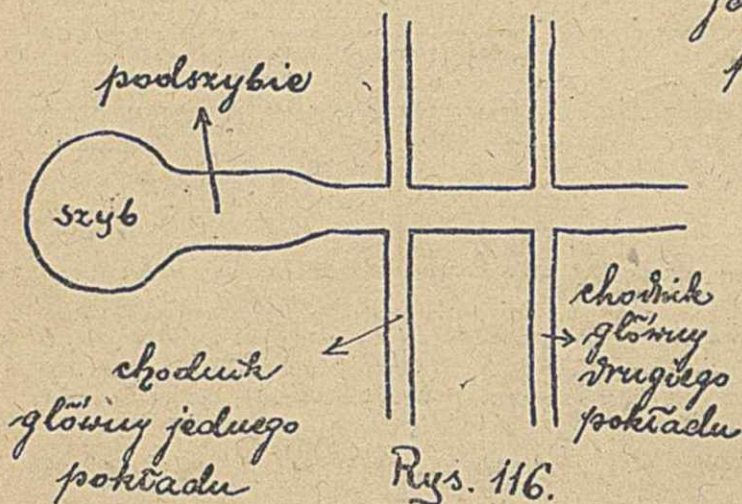 podszybie
szyb
chodnik
główny jednego
pokładu
chodnik
główny
drugiego
pokładu
Rys. 116.